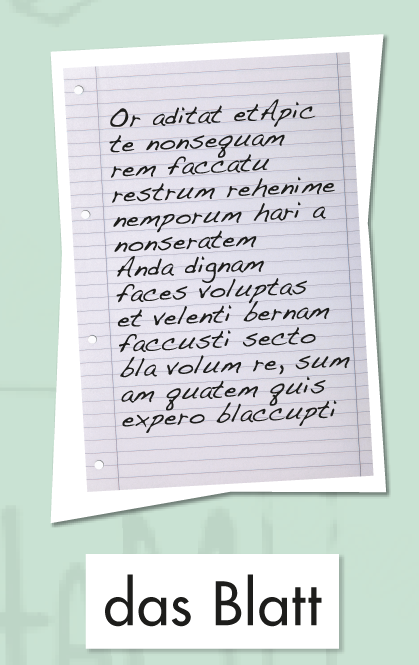 Or aditat etApic
te nonsequam
rem faccatu
restrum rehenime
nemporum hari a
nonseratem
Anda dignam
faces voluptas
et velenti bernam
faccusti secto
bla volum re, sum
am quatem quis
expero blaccupti
das Blatt